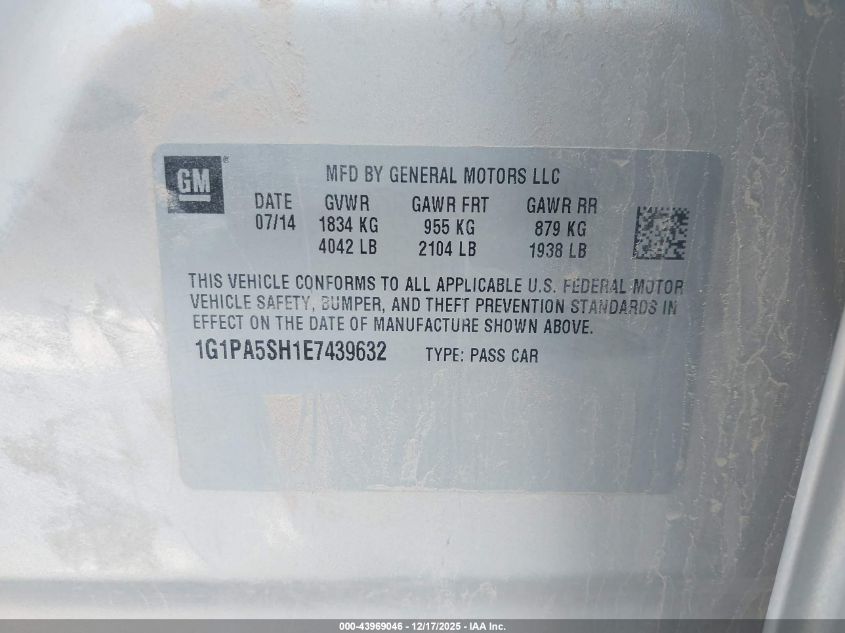 GM®
MFD BY GENERAL MOTORS LLC
DATE GVWR GAWR FRT GAWR RR
07/14 1834 KG 955 KG 879 KG
4042 LB 2104 LB 1938 LB
THIS VEHICLE CONFORMS TO ALL APPLICABLE U.S. FEDERAL MOTOR
VEHICLE SAFETY, BUMPER, AND THEFT PREVENTION STANDARDS IN
EFFECT ON THE DATE OF MANUFACTURE SHOWN ABOVE.
1G1PA5SH1E7439632 TYPE: PASS CAR
000-43969046 - 12/17/2025 - IAA Inc.